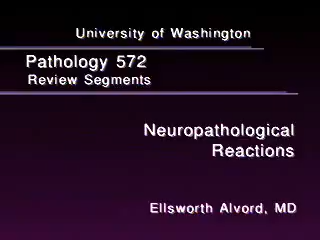 University of Washington
Pathology 572
Review Segments
Neuropathological
Reactions
Ellsworth Alvord, MD